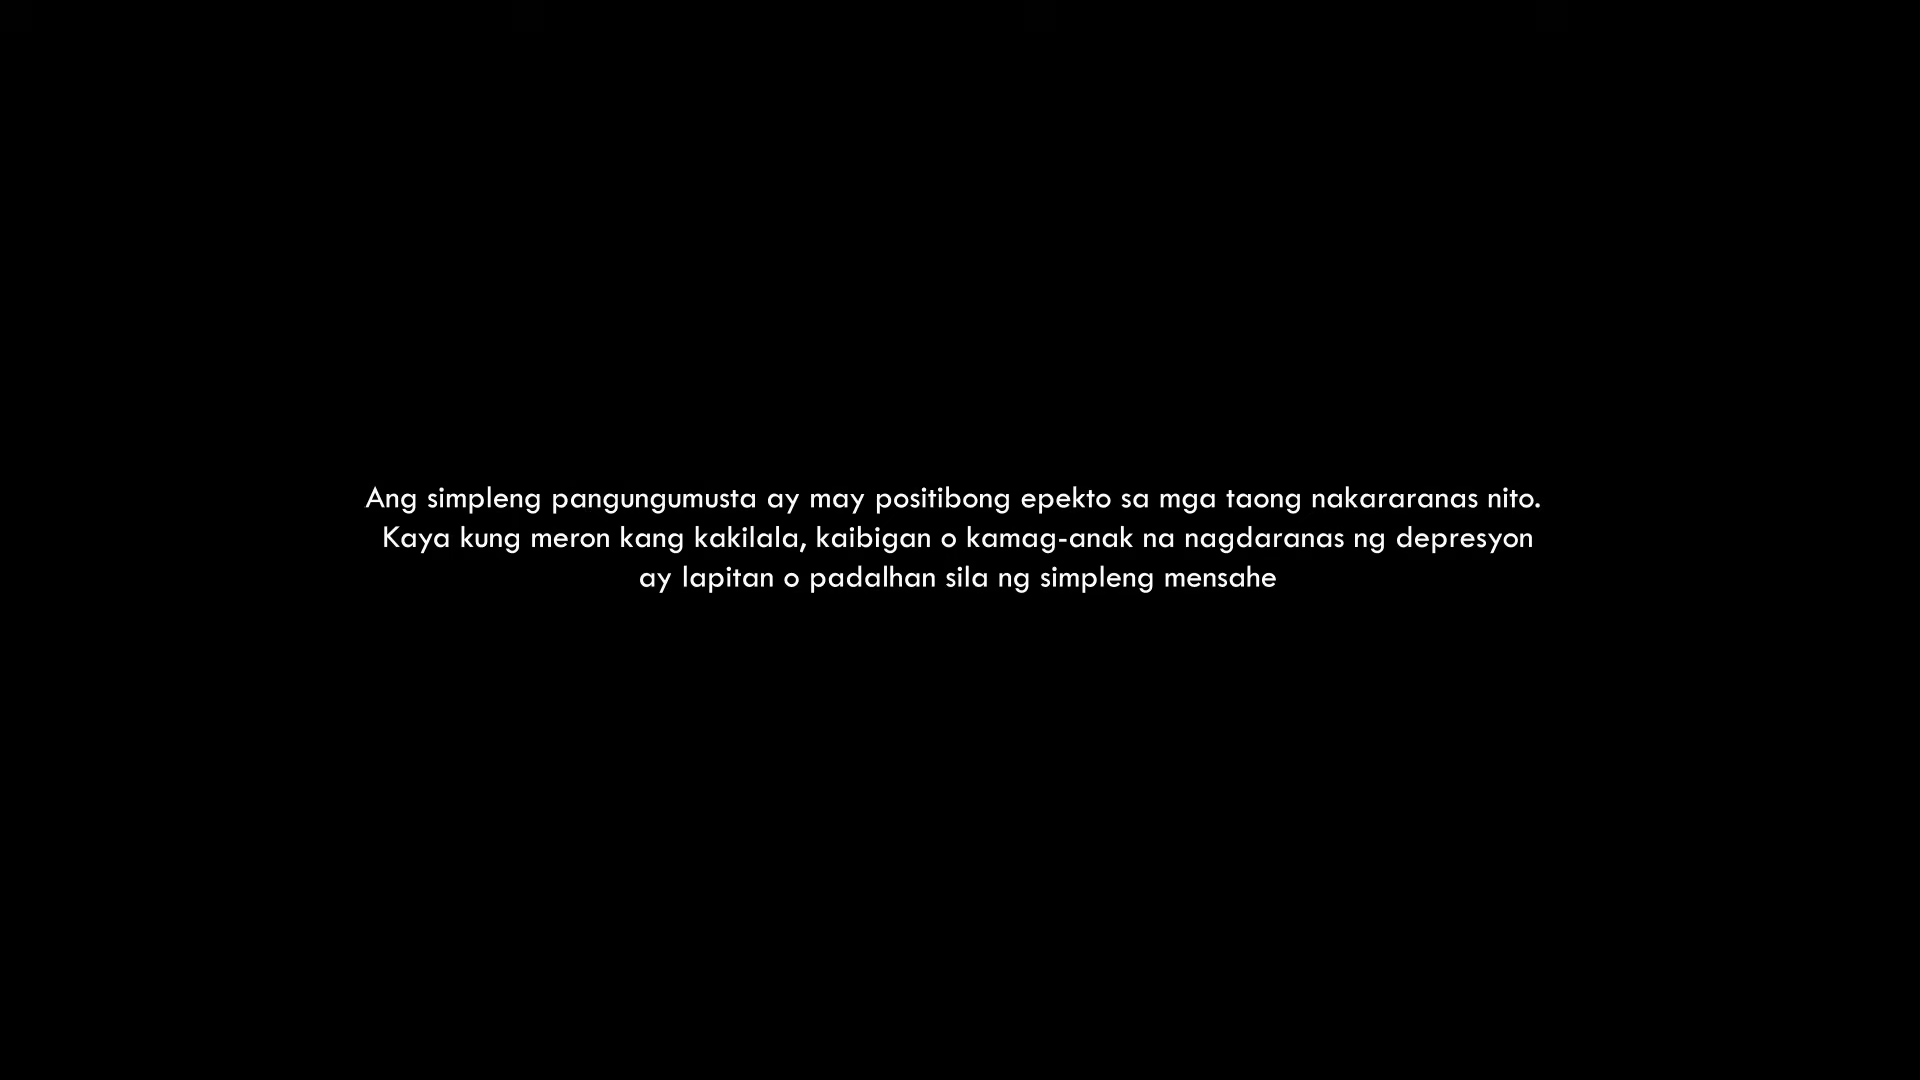 Ang simpleng pangungumusta ay may positibong epekto sa mga taong nakararanas nito.
Kaya kung meron kang kakilala, kaibigan o kamag-anak na nagdaranas ng depresyon
ay lapitan o padalhan sila ng simpleng mensahe